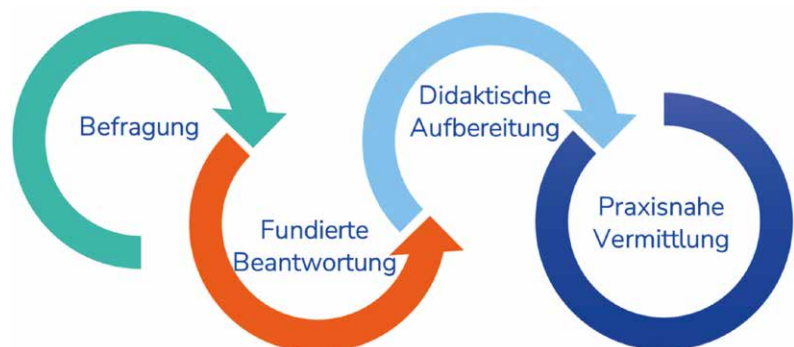 Befragung
Fundierte
Beantwortung
Didaktische
Aufbereitung
Praxisnahe
Vermittlung